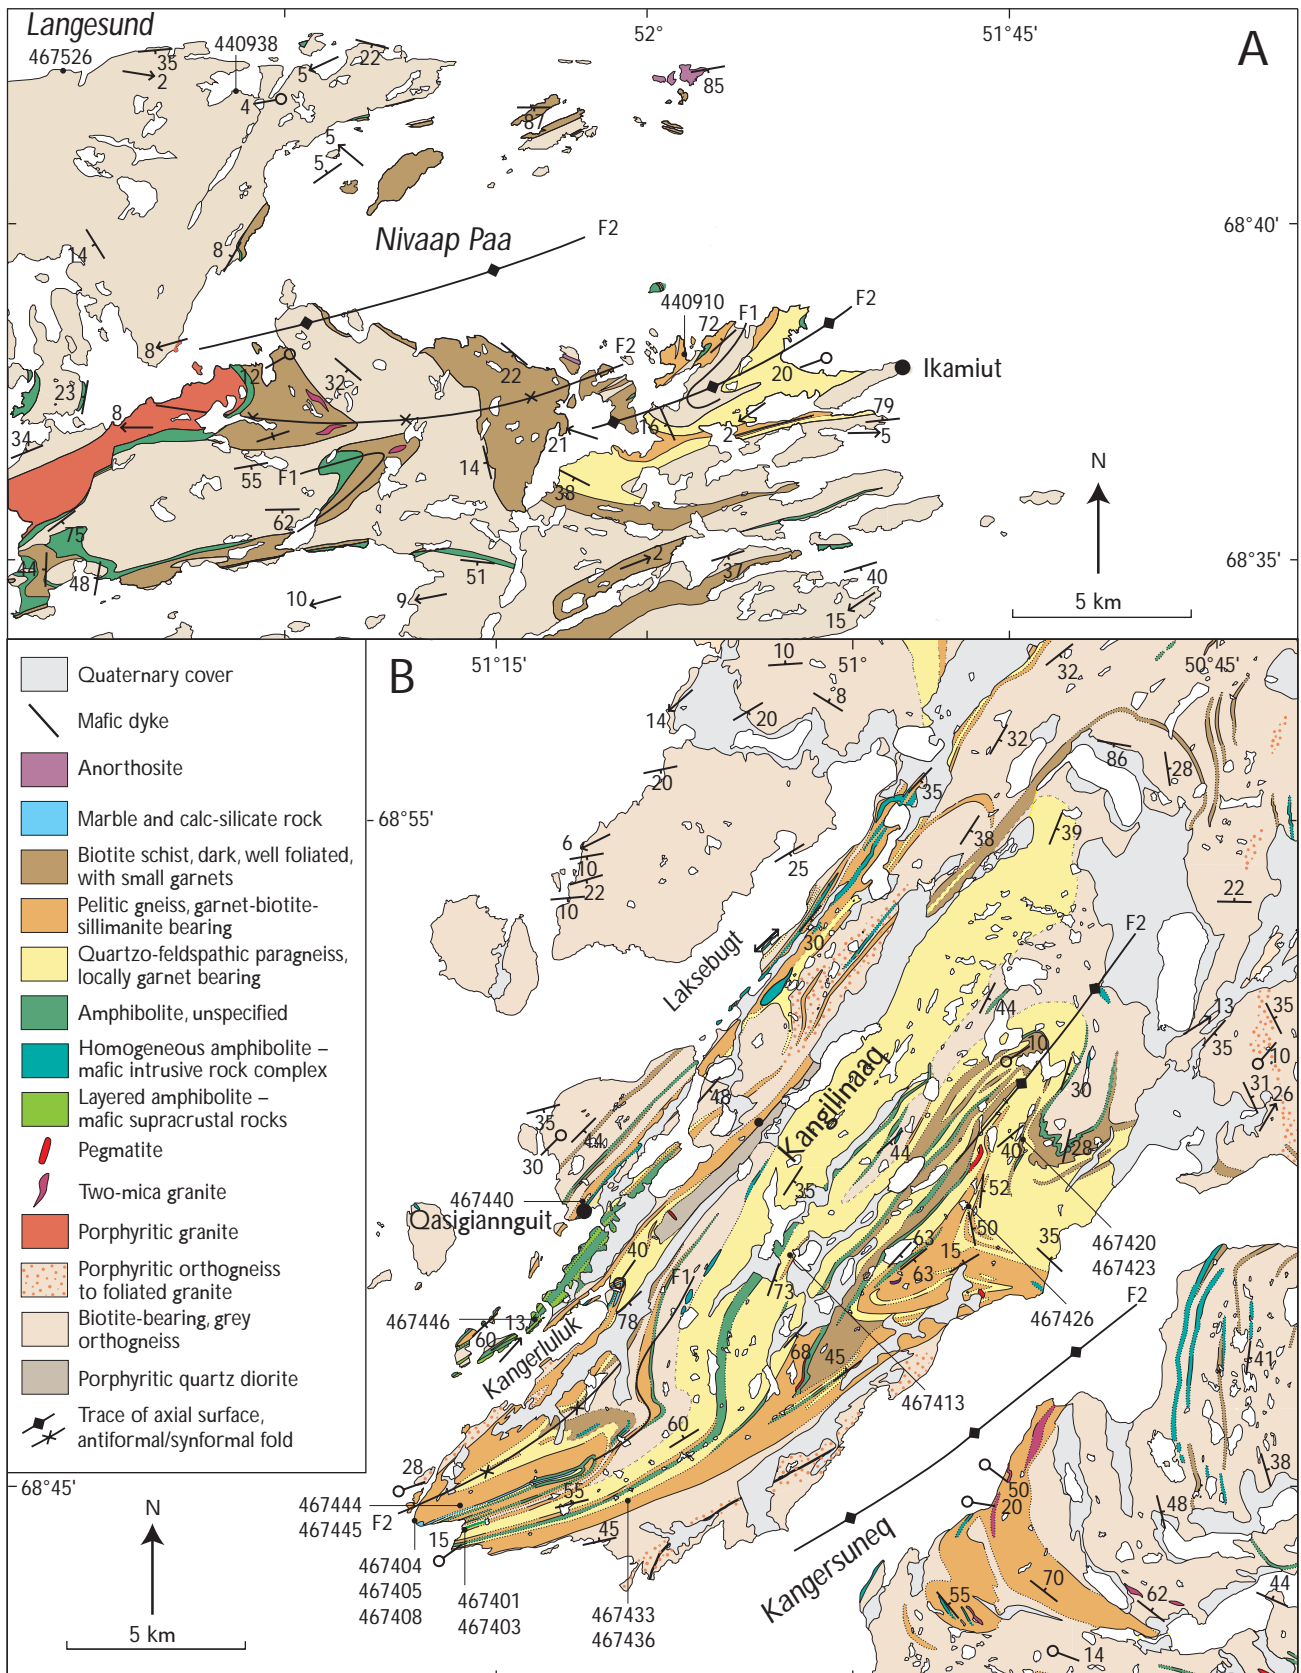 Langesund
467526
440938
52°
51°45'
A
35
2
5
22
4
85
87
5
5
14
8
Nivaap Paa
F2
68°40'
440910
72
F1
F2
8
F2
20
Ikamiut
2
32
22
23
8
79
16
2
5
34
21
55
F1
14
38
62
75
N
44
48
51
2
37
40
68°35'
10
9
15
5 km
Quaternary cover
Mafic dyke
Anorthosite
Marble and calc-silicate rock
Biotite schist, dark, well foliated,
with small garnets
Pelitic gneiss, garnet-biotite-
sillimanite bearing
Quartzo-feldspathic paragneiss,
locally garnet bearing
Amphibolite, unspecified
Homogeneous amphibolite –
mafic intrusive rock complex
Layered amphibolite –
mafic supracrustal rocks
Pegmatite
Two-mica granite
Porphyritic granite
Porphyritic orthogneiss
to foliated granite
Biotite-bearing, grey
orthogneiss
Porphyritic quartz diorite
Trace of axial surface,
antiformal/synformal fold
B
51°15'
51°
50°45'
10
32
8
14
20
32
86
28
20
35
68°55'
6
38
39
10
25
22
22
10
F2
30
Laksebugt
44
13
35
35
10
10
30
31
26
48
Kangilinaaq
35
44
44
40
28
30
35
52
467440
Qasigiannguit
50
35
40
63
15
467420
467423
F1
63
F2
73
467426
467446
13
78
60
68
45
41
Kangerluluk
467413
60
28
38
50
20
48
467444
467445
F2
55
15
45
N
467404
467405
467408
467401
467403
467433
467436
Kangersuneq
70
55
62
44
14
68°45'
5 km